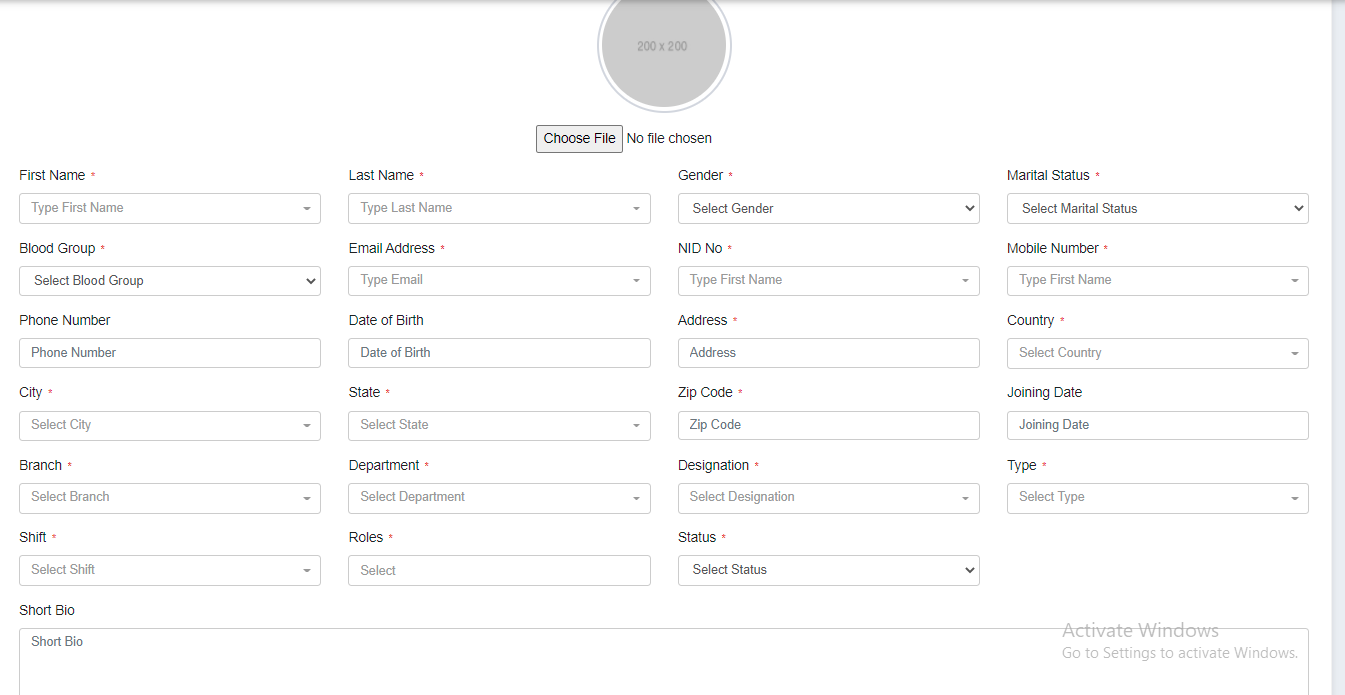 200 x 200
Choose File No file chosen
First Name * Last Name * Gender * Marital Status *
Type First Name Type Last Name Select Gender Select Marital Status
Blood Group * Email Address * NID No * Mobile Number *
Select Blood Group Type Email Type First Name Type First Name
Phone Number Date of Birth Address * Country *
Phone Number Date of Birth Address Select Country
City * State * Zip Code * Joining Date
Select City Select State Zip Code Joining Date
Branch * Department * Designation * Type *
Select Branch Select Department Select Designation Select Type
Shift * Roles * Status *
Select Shift Select Select Status
Short Bio
Short Bio
Activate Windows
Go to Settings to activate Windows.